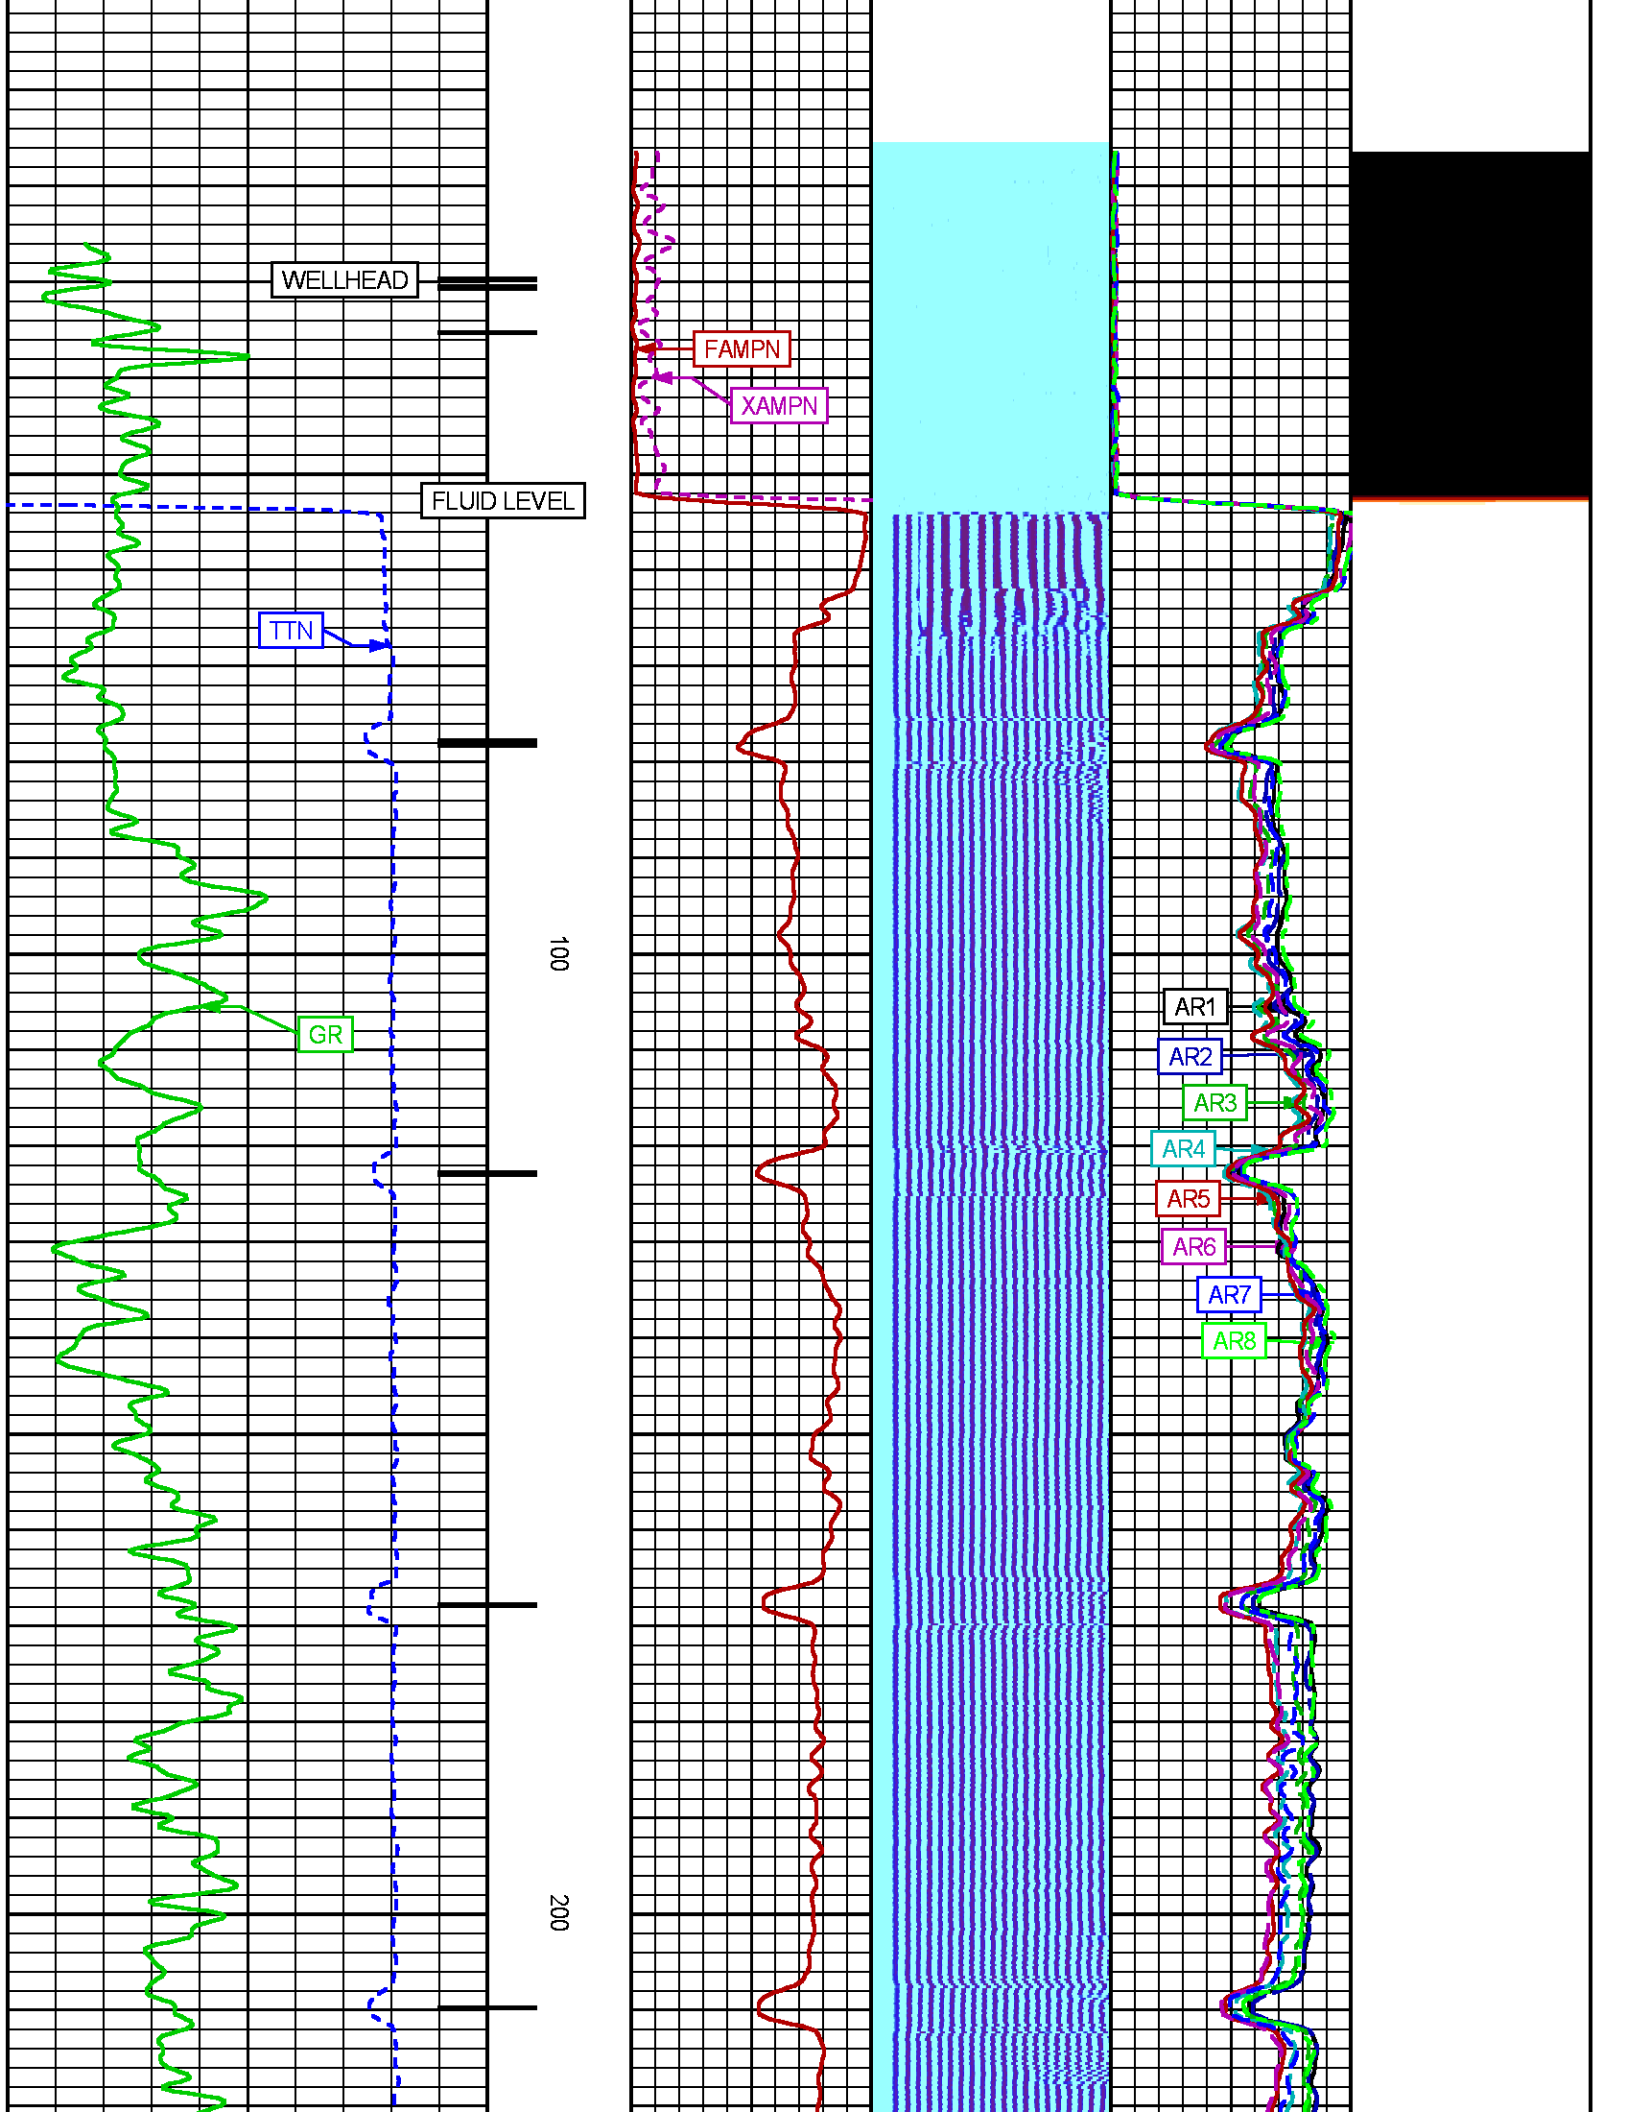 WELLHEAD
FAMPN
XAMPN
FLUID LEVEL
TTN
100
AR1
GR
AR2
AR3
AR4
AR5
AR6
AR7
AR8
200